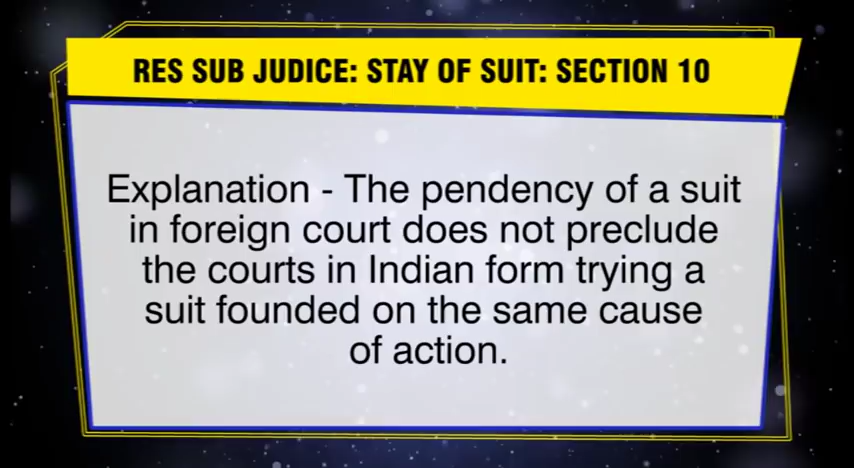 RES SUB JUDICE: STAY OF SUIT: SECTION 10
Explanation - The pendency of a suit
in foreign court does not preclude
the courts in Indian form trying a
suit founded on the same cause
of action.